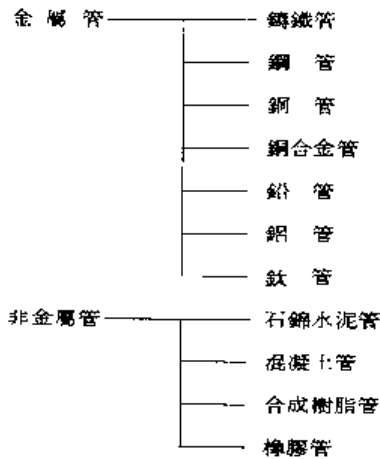 金屬管 鑄鐵管
鋼管
銅管
銅合金管
鉛管
鋁管
鈦管
非金屬管 石綿水泥管
混凝土管
合成樹脂管
橡膠管